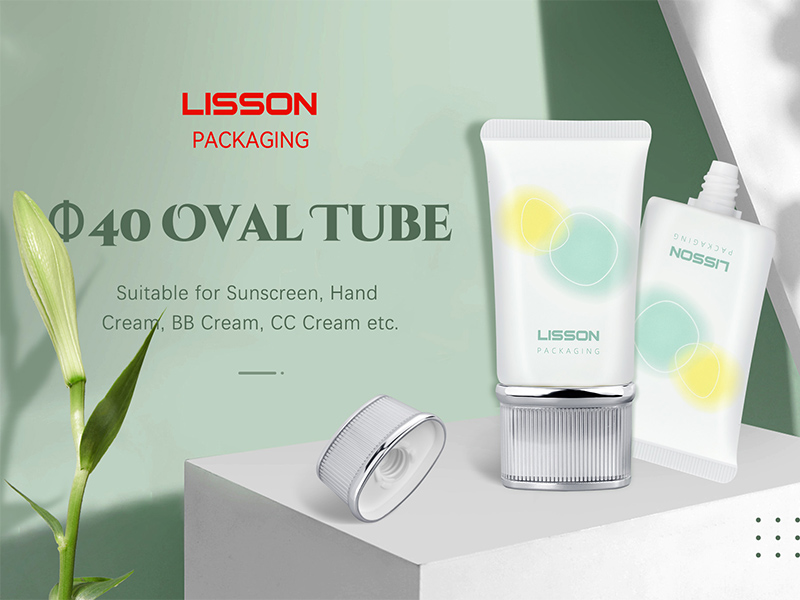 LISSON
PACKAGING
Φ40 OVAL TUBE
Suitable for Sunscreen, Hand
Cream, BB Cream, CC Cream etc.
LISSON
PACKAGING
LISSON
PACKAGING